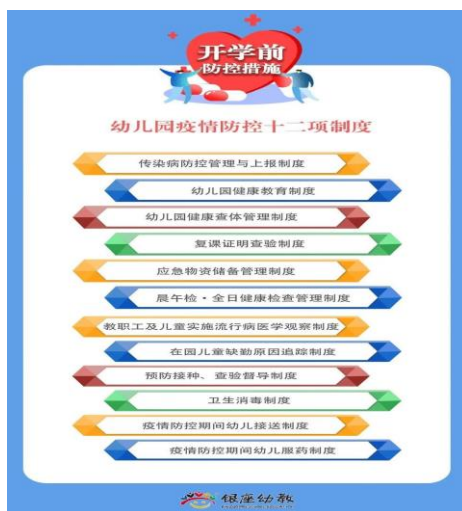 开学前
防控措施
幼儿园疫情防控十二项制度
传染病防控管理与上报制度
幼儿园健康教育制度
幼儿园健康查体管理制度
复课证明查验制度
应急物资储备管理制度
晨午检·全日健康检查管理制度
教职工及儿童实施流行病医学观察制度
在园儿童缺勤原因追踪制度
预防接种、查验督导制度
卫生消毒制度
疫情防控期间幼儿接送制度
疫情防控期间幼儿服药制度
银座幼教